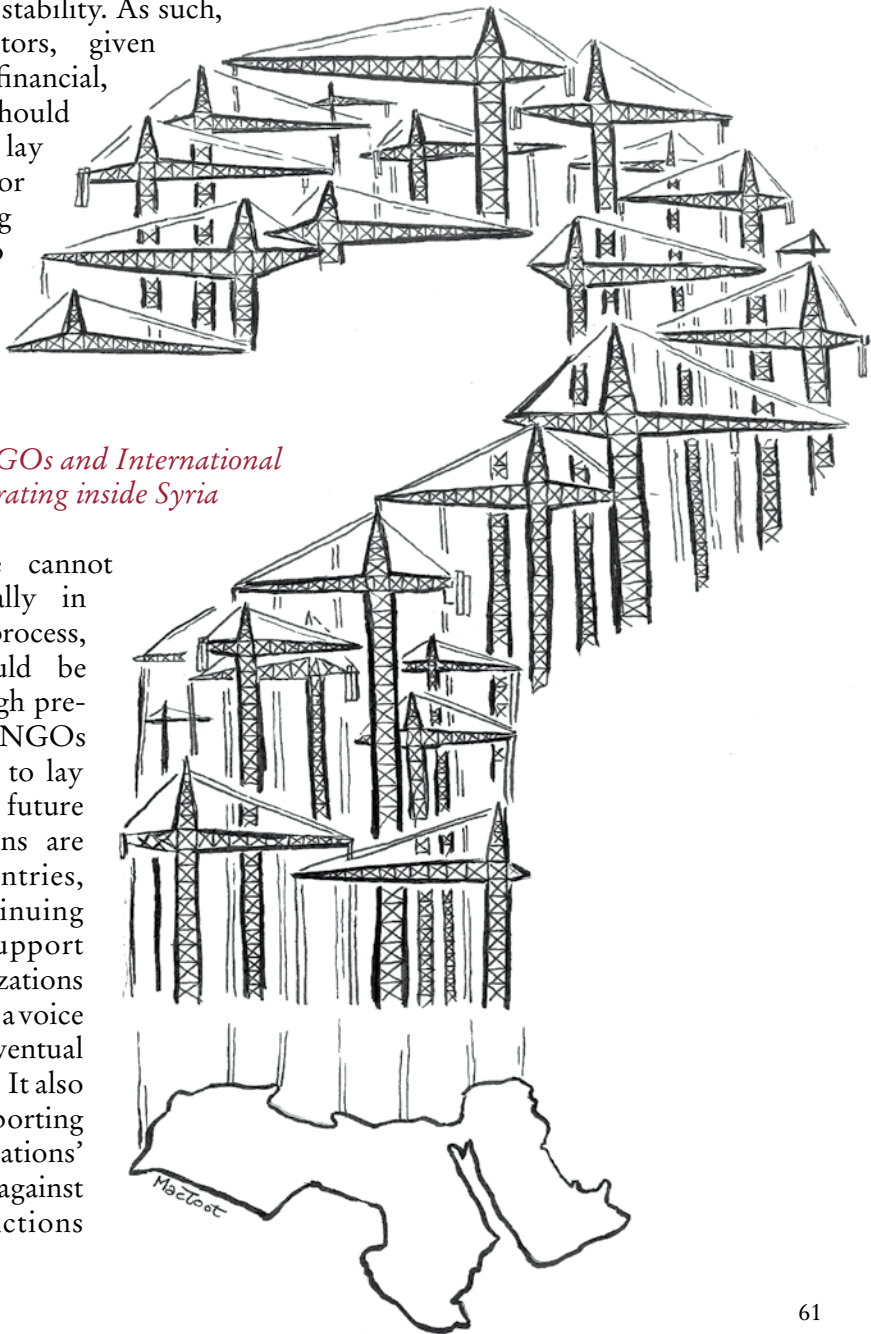 stability. As such,
tors, given
financial,
hould
lay
or
g
GOs and International
rating inside Syria
cannot
ally in
process,
uld be
gh pre-
NGOs
to lay
future
ns are
ntries,
inuing
upport
zations
a voice
ventual
It also
porting
ations'
against
ctions
MacToot
61